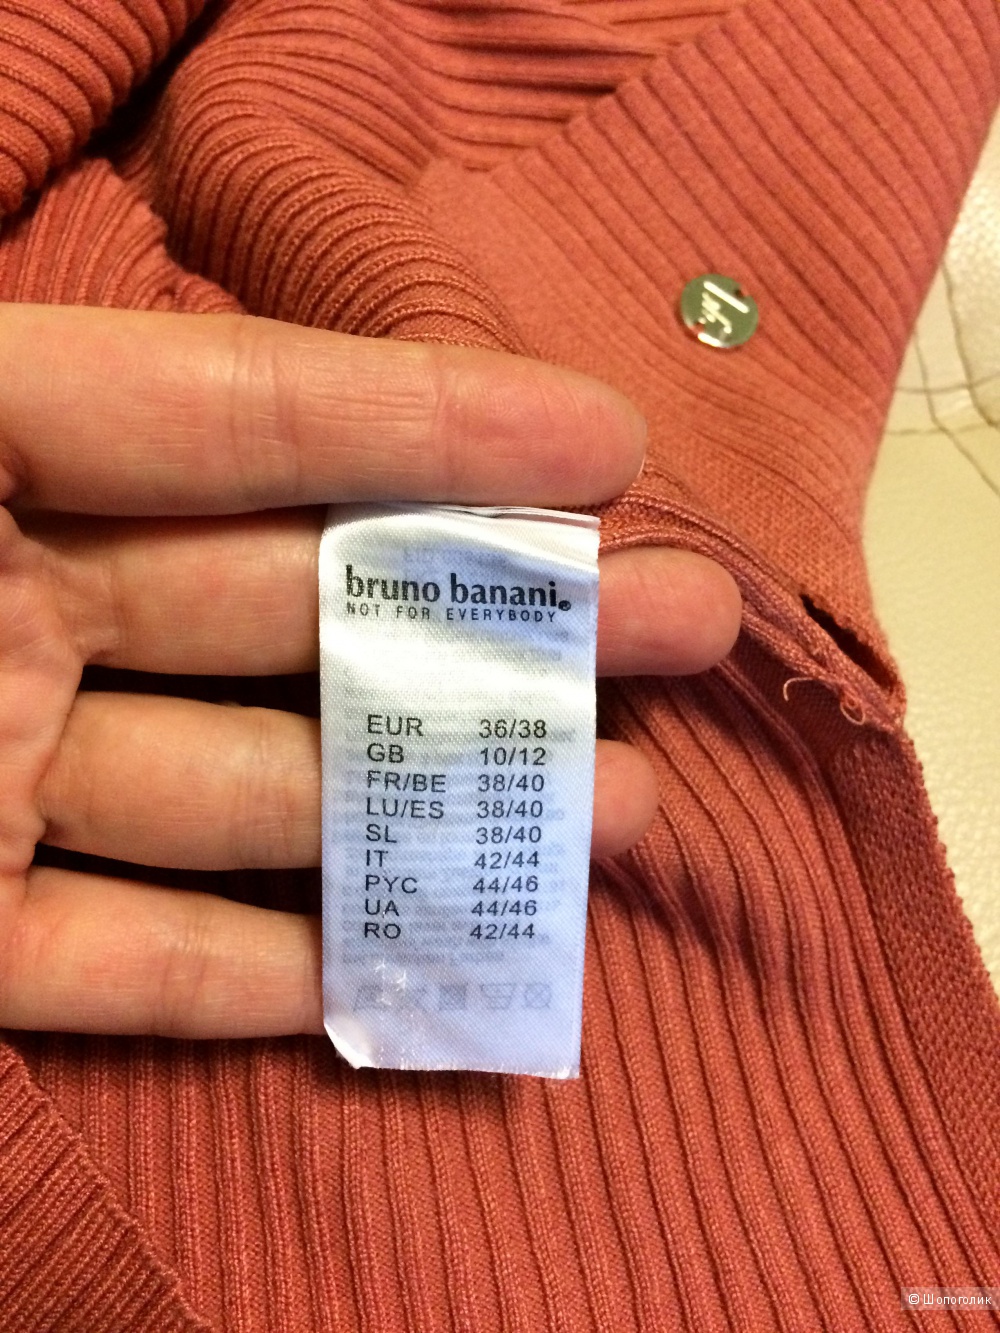 bruno banani®
NOT FOR EVERYBODY
EUR 36/38
GB 10/12
FR/BE 38/40
LU/ES 38/40
SL 38/40
IT 42/44
РУС 44/46
UA 44/46
RO 42/44
© Шопоголик